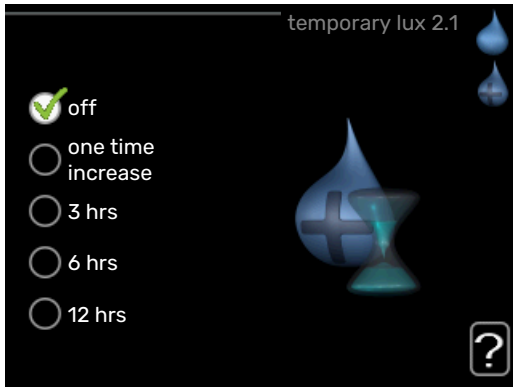 temporary lux 2.1
off
one time
increase
3 hrs
6 hrs
12 hrs
?